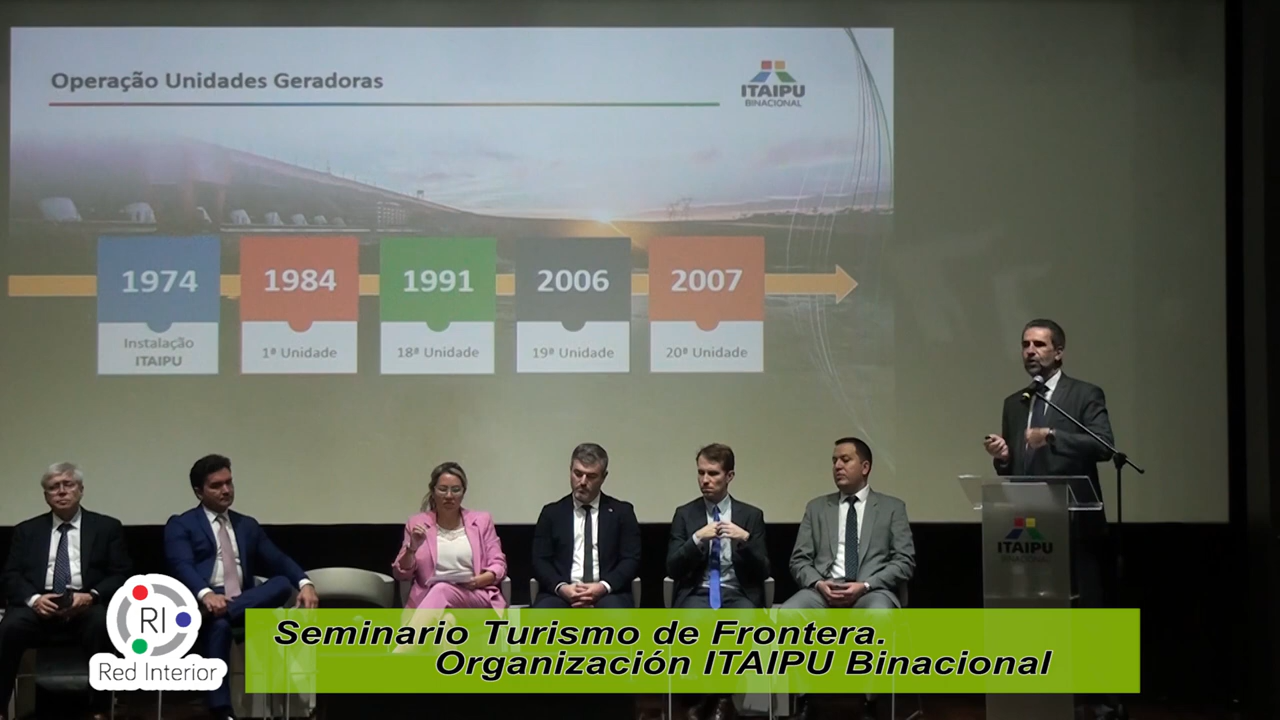 Operação Unidades Geradoras
ITAIPU
BINACIONAL
1974
1984
1991
2006
2007
Instalação
ITAIPU
1ª Unidade
18ª Unidade
19ª Unidade
20ª Unidade
ITAIPU
BINACIONAL
RI
Red Interior
Seminario Turismo de Frontera.
Organización ITAIPU Binacional